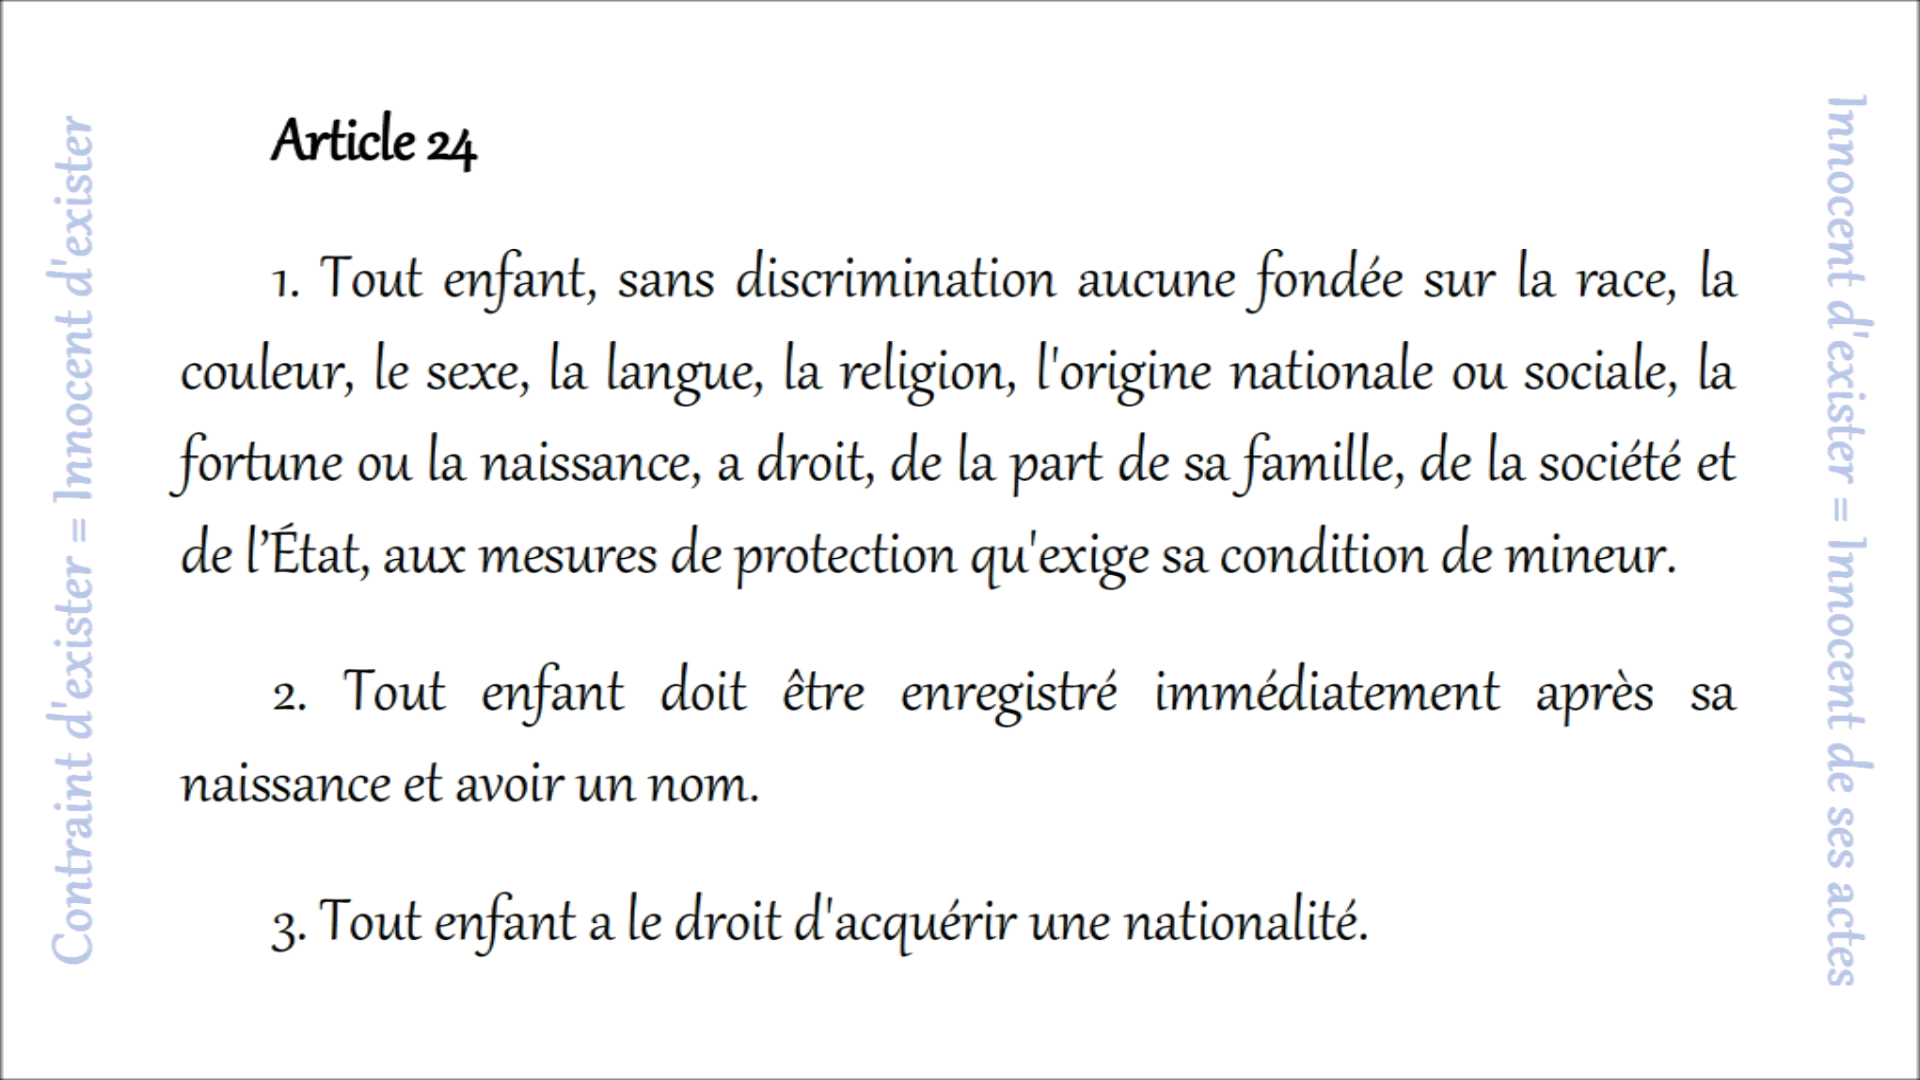 Contraint d'exister = Innocent d'exister
Article 24
1. Tout enfant, sans discrimination aucune fondée sur la race, la
couleur, le sexe, la langue, la religion, l'origine nationale ou sociale, la
fortune ou la naissance, a droit, de la part de sa famille, de la société et
de l’État, aux mesures de protection qu'exige sa condition de mineur.
2. Tout enfant doit être enregistré immédiatement après sa
naissance et avoir un nom.
3. Tout enfant a le droit d'acquérir une nationalité.
Innocent d'exister = Innocent de ses actes